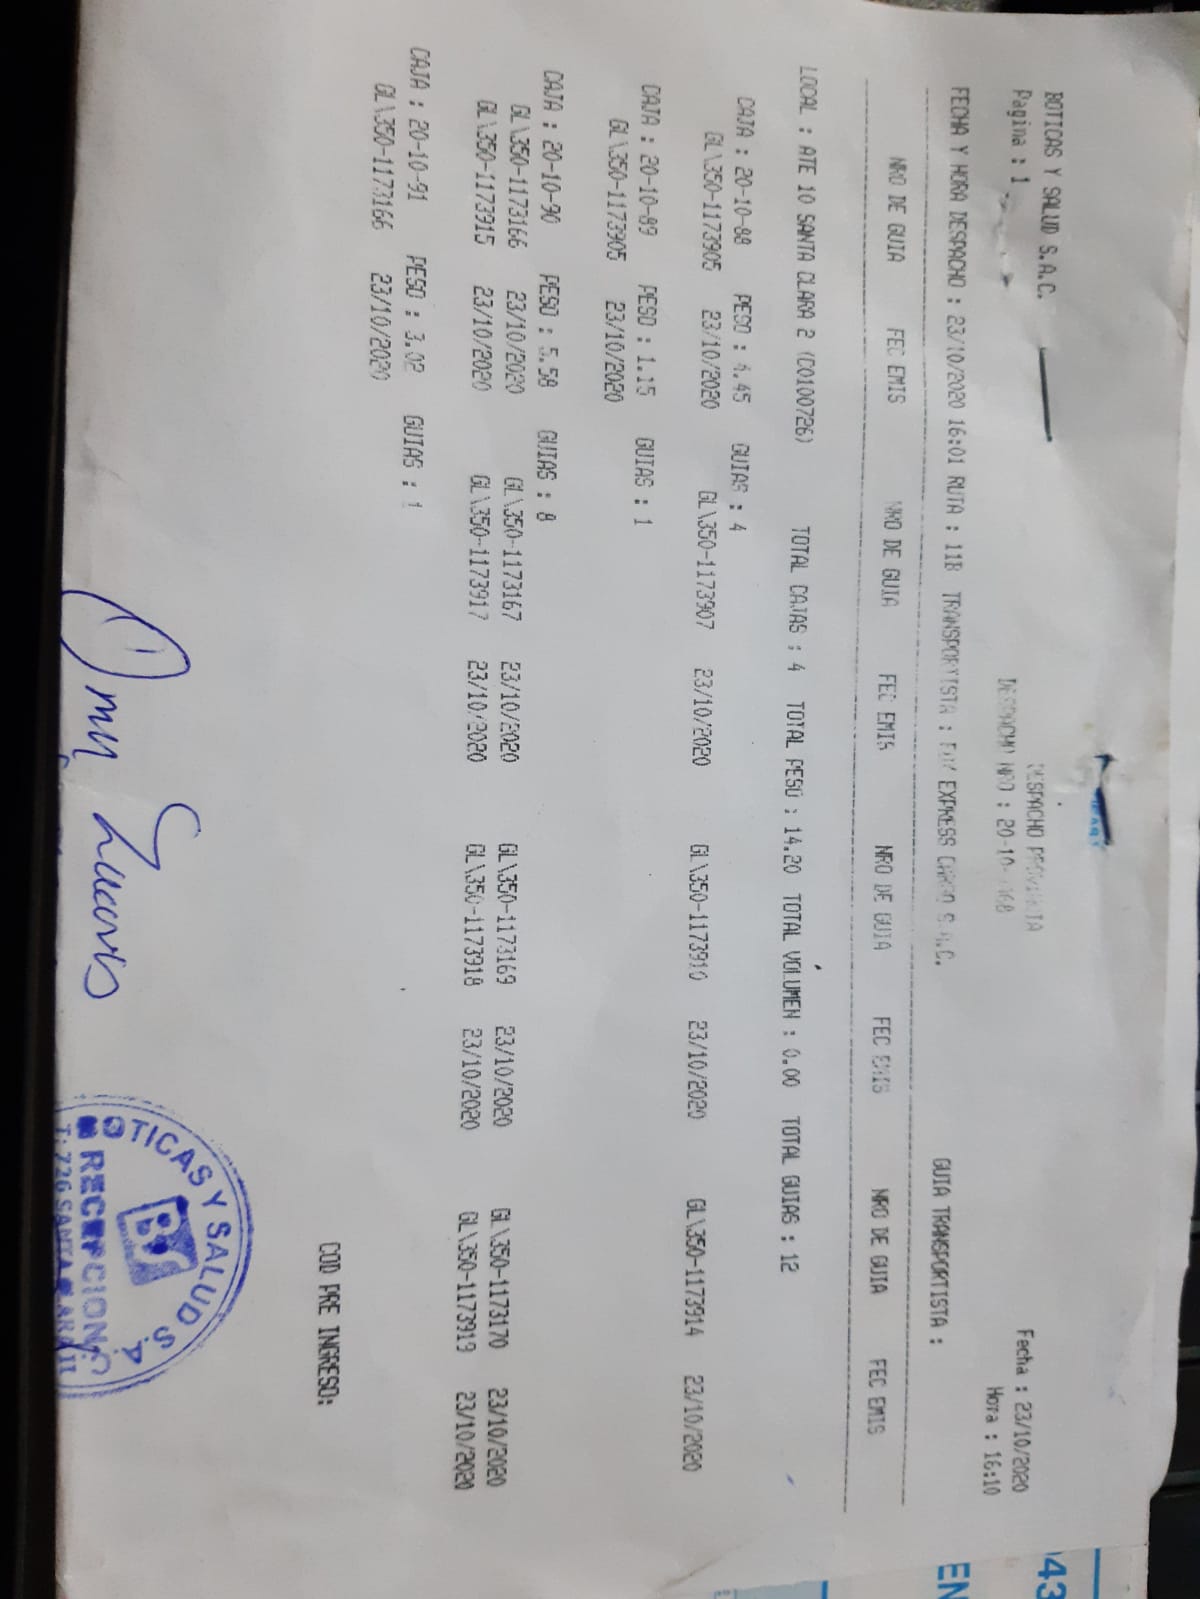 BOTICAS Y SALUD S.A.C.
Pagina : 1
DESPACHO
DESPACHO NRO : 20-10-
Fecha : 23/10/2020
Hora : 16:10
FECHA Y HORA DESPACHO : 23/10/2020 16:01 RUTA : 11B TRANSPORTISTA : EXPRESS CARGO S.A.C. GUIA TRANSPORTISTA :
NRO DE GUIA FEC EMIS NRO DE GUIA FEC EMIS NRO DE GUIA FEC EMIS NRO DE GUIA FEC EMIS
LOCAL : ATE 10 SANTA CLARA 2 (C0100726) TOTAL CAJAS : 4 TOTAL PESO : 14.20 TOTAL VOLUMEN : 0.00 TOTAL GUIAS : 12
CAJA : 20-10-88 PESO : 4.45 GUIAS : 4
GL\350-1173905 23/10/2020 GL\350-1173907 23/10/2020 GL\350-1173910 23/10/2020 GL\350-1173914 23/10/2020
CAJA : 20-10-89 PESO : 1.15 GUIAS : 1
GL\350-1173905 23/10/2020
CAJA : 20-10-90 PESO : 5.58 GUIAS : 8
GL\350-1173166 23/10/2020 GL\350-1173167 23/10/2020 GL\350-1173169 23/10/2020 GL\350-1173170 23/10/2020
GL\350-1173915 23/10/2020 GL\350-1173917 23/10/2020 GL\350-1173918 23/10/2020 GL\350-1173919 23/10/2020
CAJA : 20-10-91 PESO : 3.02 GUIAS : 1
GL\350-1173166 23/10/2020
COD PRE INGRESO:
BOTICAS Y SALUD S A
RECEPCION
T: 726 SANTA CLARA II
43
EN